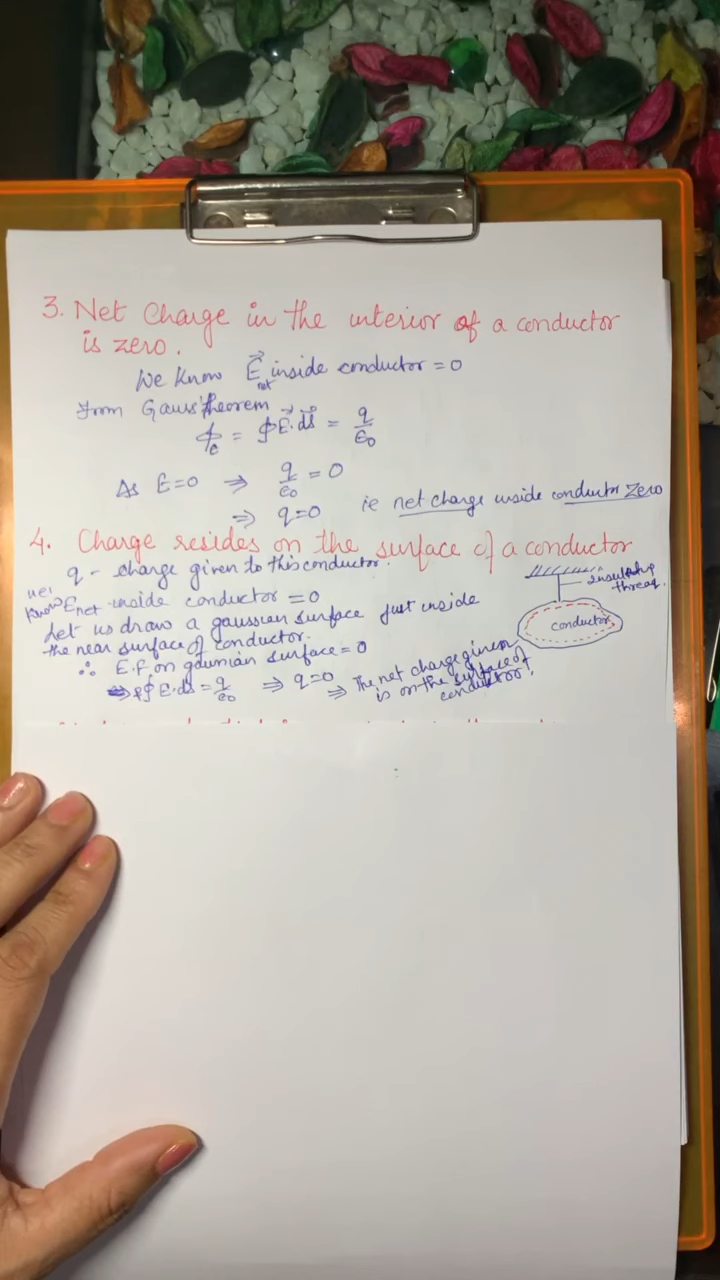 3. Net Charge in the interior of a conductor
is zero.
We know E⃗net inside conductor = 0
From Gauss' theorem
ϕe = ∮E⃗.ds⃗ = q/ε0
As E=0 ⇒ q/ε0 = 0
⇒ q=0 ie net charge inside conductor zero
4. Charge resides on the surface of a conductor
q - charge given to this conductor.
we know Enet inside conductor = 0
Let us draw a gaussian surface just inside
the near surface of conductor.
∴ E.F on gaussian surface = 0
⇒ ∮E.ds = q/ε0 ⇒ q=0 ⇒ The net charge given
is on the surface of
conductor.
insulating
thread.
conductor